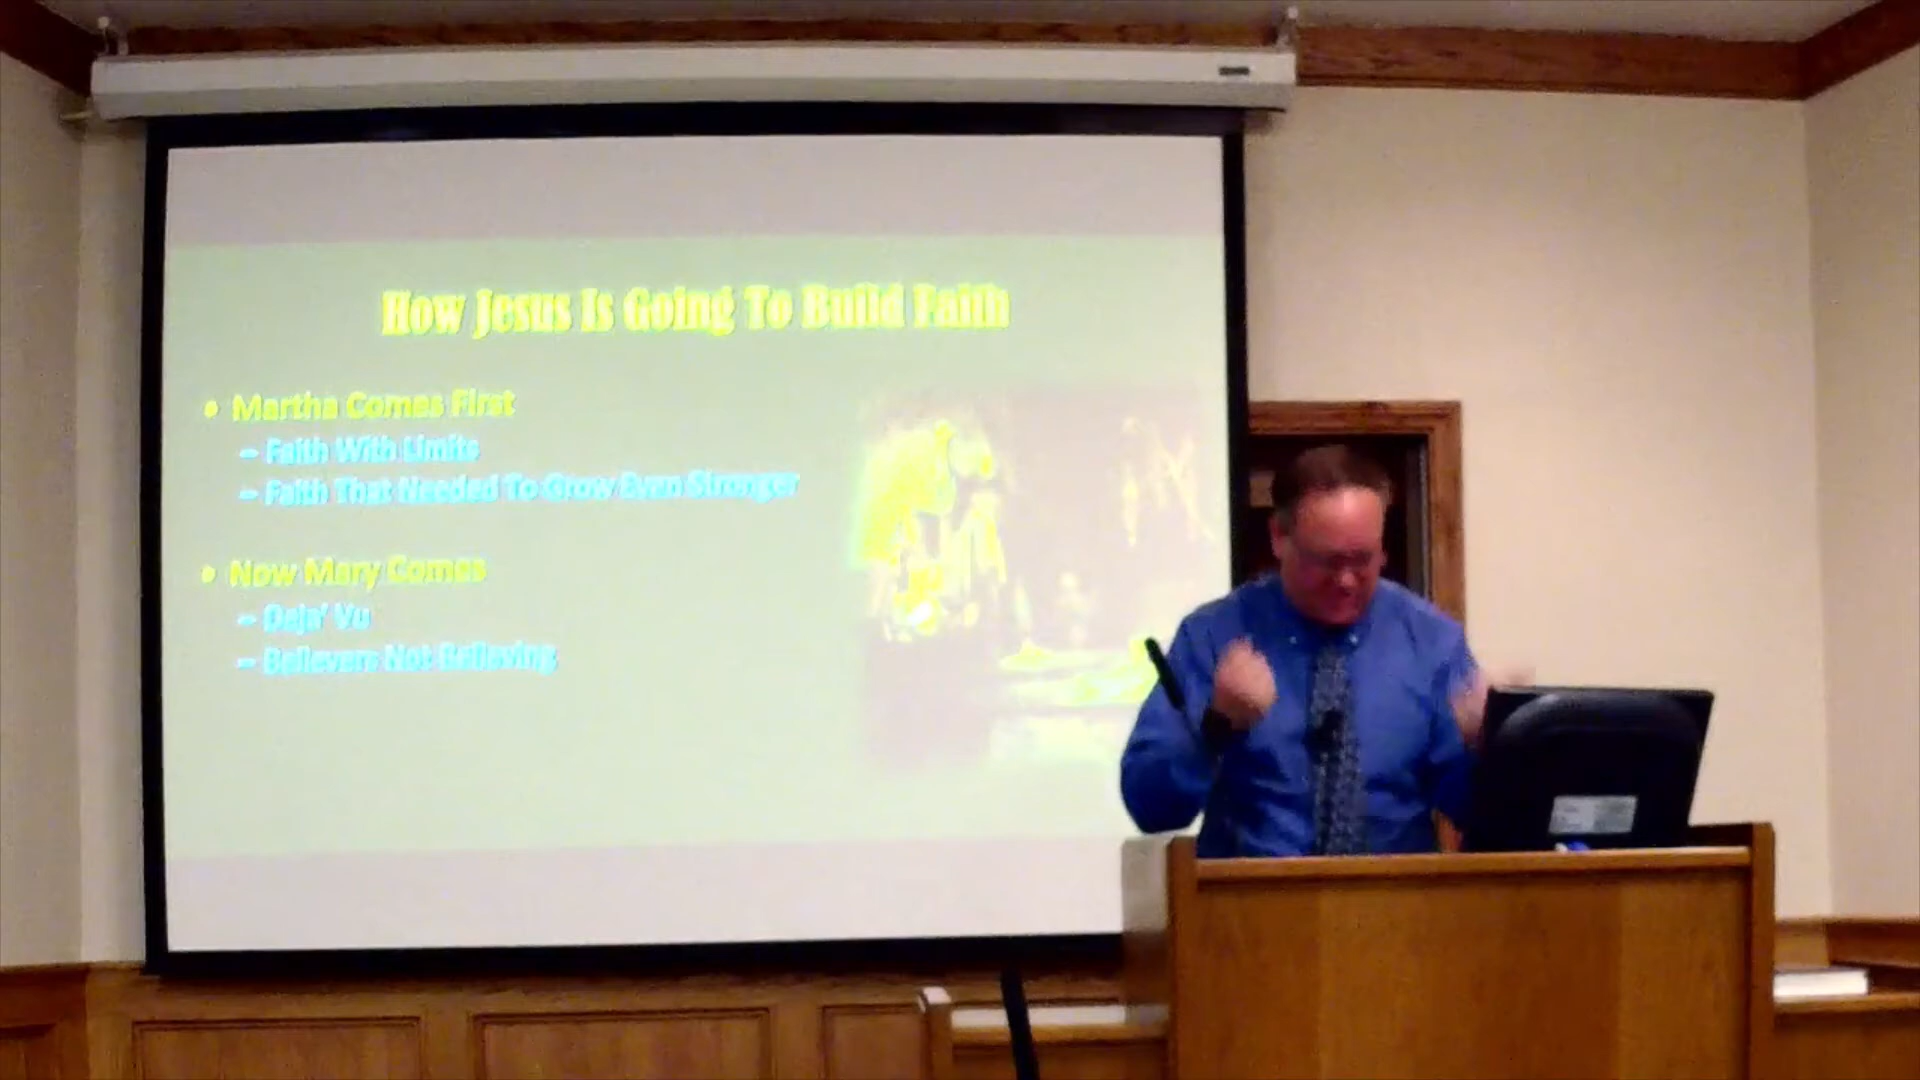 How Jesus Is Going To Build Faith
• Martha Comes First
– Faith With Limits
– Faith That Needed To Grow Even Stronger
• Now Mary Comes
– Deja' Vu
– Believers Not Believing